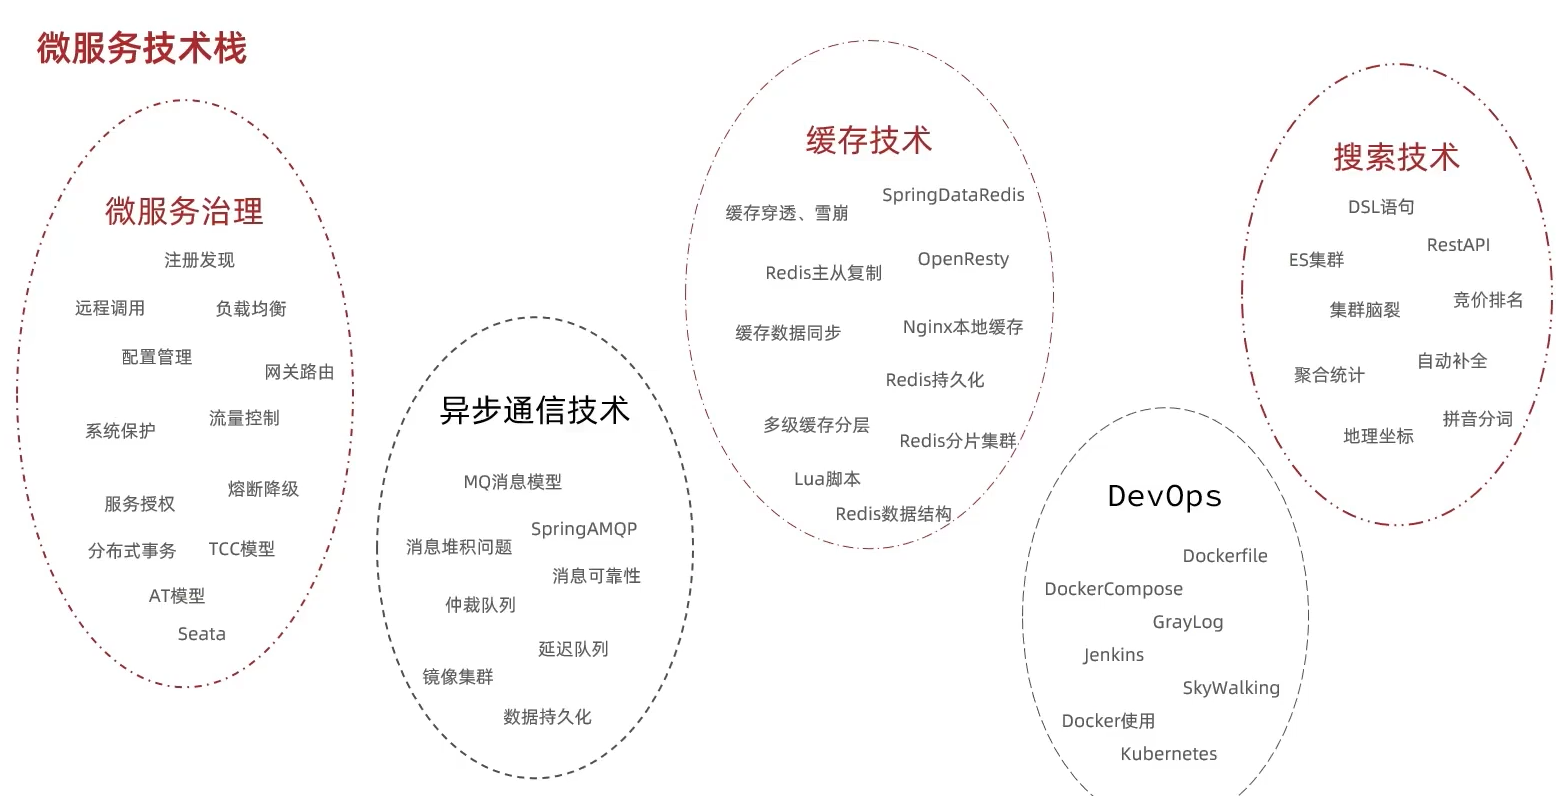 微服务技术栈
微服务治理
注册发现
远程调用
负载均衡
配置管理
网关路由
流量控制
系统保护
熔断降级
服务授权
分布式事务
TCC模型
AT模型
Seata
异步通信技术
MQ消息模型
SpringAMQP
消息堆积问题
消息可靠性
仲裁队列
延迟队列
镜像集群
数据持久化
缓存技术
SpringDataRedis
缓存穿透、雪崩
OpenResty
Redis主从复制
Nginx本地缓存
缓存数据同步
Redis持久化
多级缓存分层
Redis分片集群
Lua脚本
Redis数据结构
DevOps
Dockerfile
DockerCompose
GrayLog
Jenkins
SkyWalking
Docker使用
Kubernetes
搜索技术
DSL语句
RestAPI
ES集群
竞价排名
集群脑裂
自动补全
聚合统计
拼音分词
地理坐标